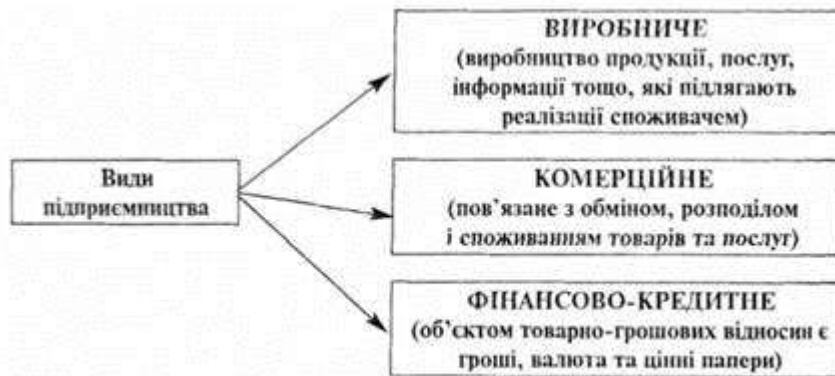 ВИРОБНИЧЕ
(виробництво продукції, послуг,
інформації тощо, які підлягають
реалізації споживачем)
Види
підприємництва
КОМЕРЦІЙНЕ
(пов'язане з обміном, розподілом
і споживанням товарів та послуг)
ФІНАНСОВО-КРЕДИТНЕ
(об'єктом товарно-грошових відносин є
гроші, валюта та цінні папери)